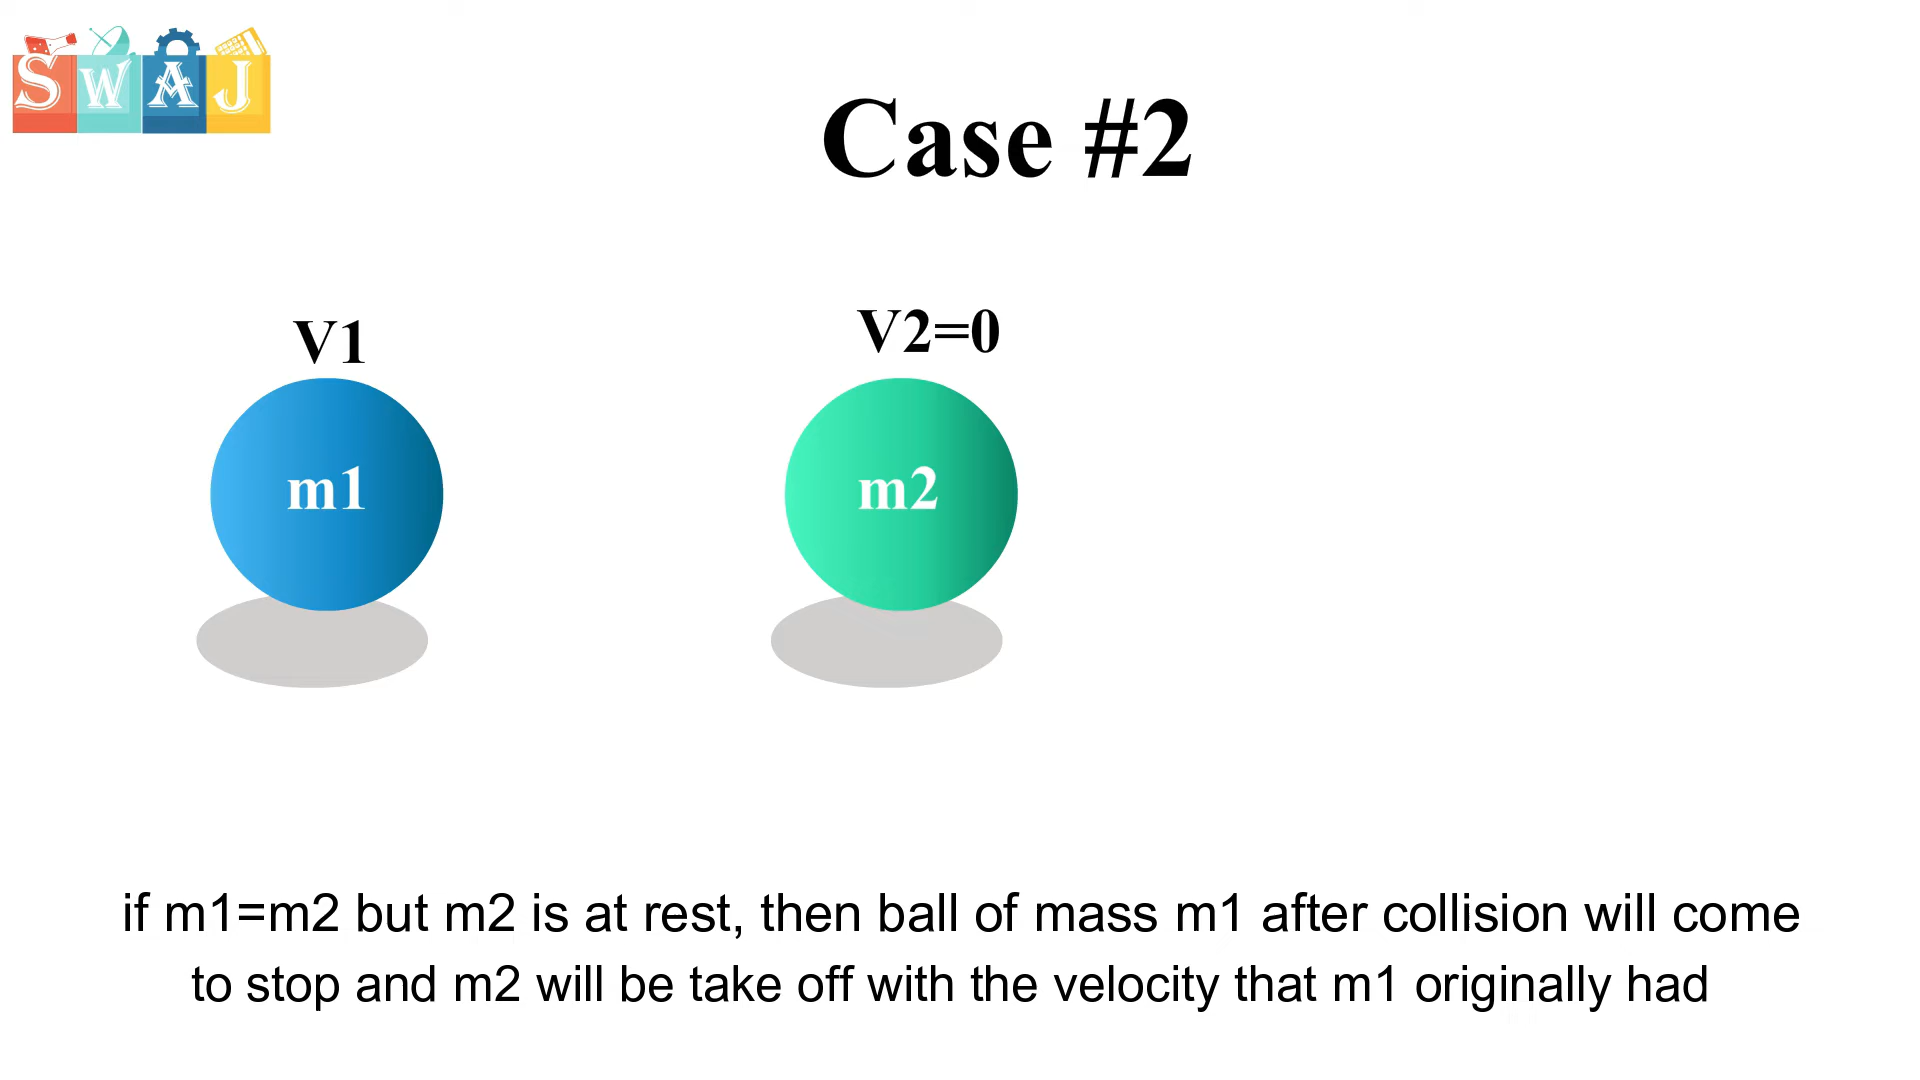 SWAJ
Case #2
V1
V2=0
m1
m2
if m1=m2 but m2 is at rest, then ball of mass m1 after collision will come
to stop and m2 will be take off with the velocity that m1 originally had